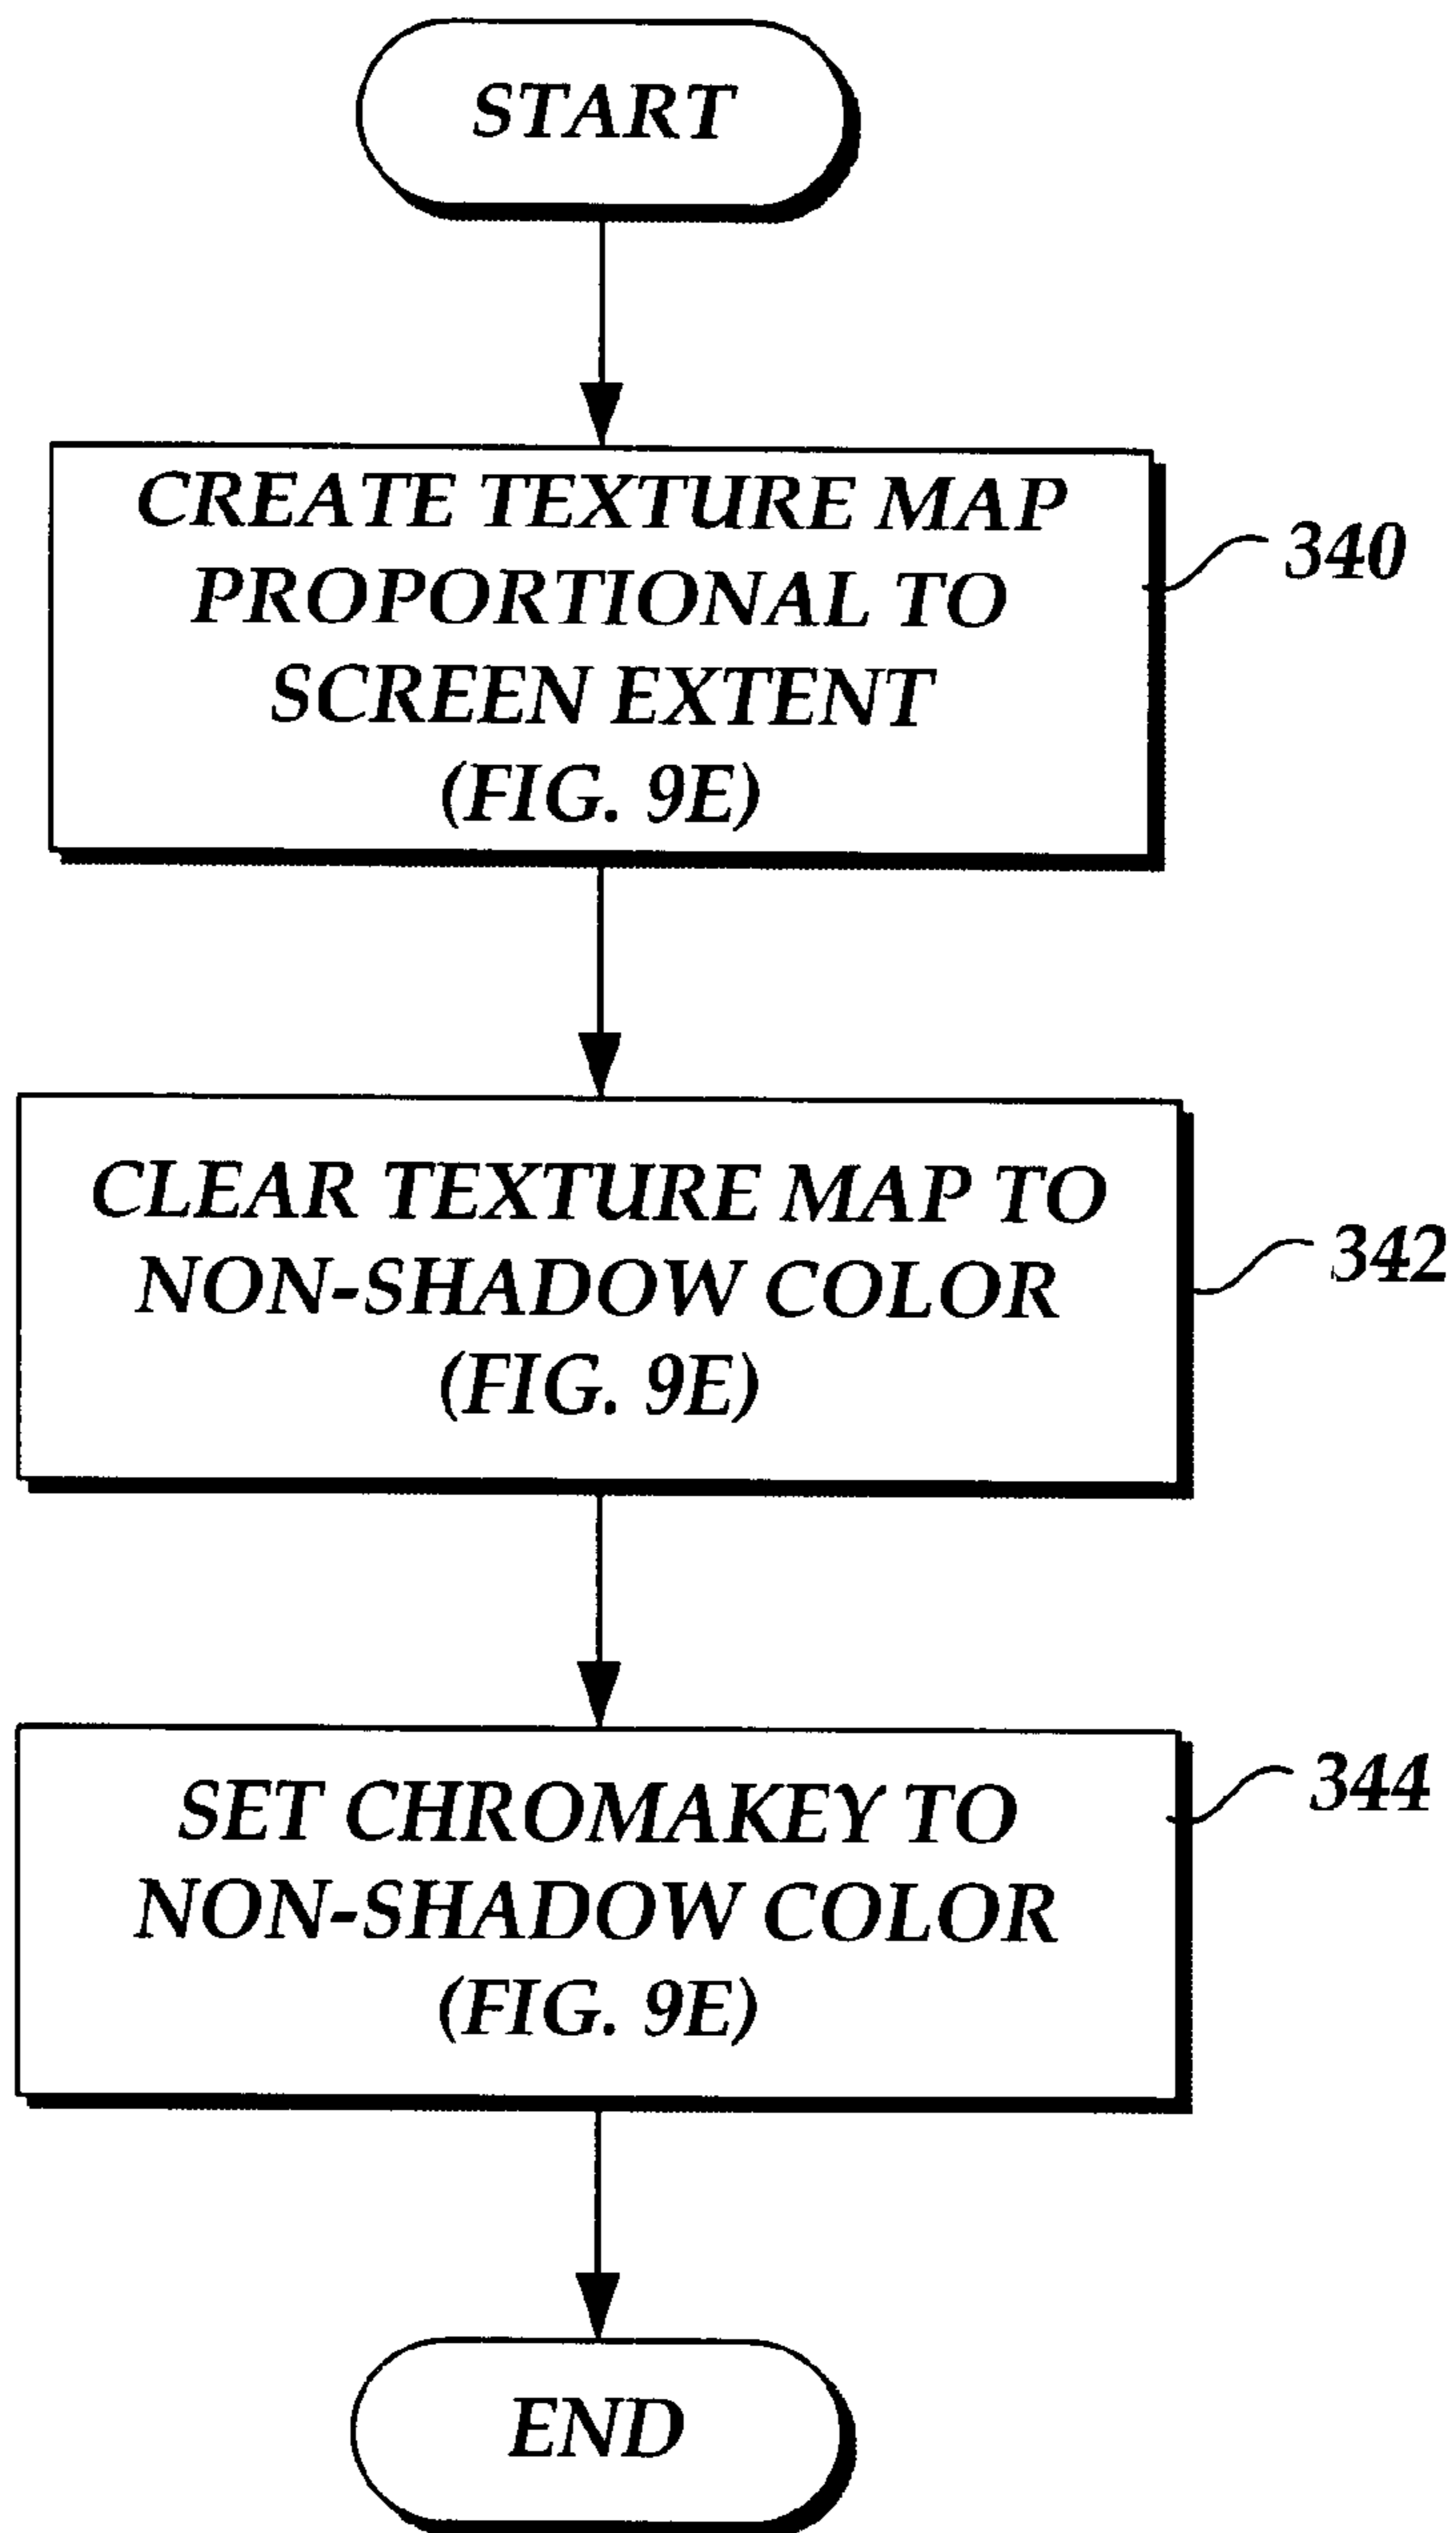 START
CREATE TEXTURE MAP
PROPORTIONAL TO
SCREEN EXTENT
(FIG. 9E)
340
CLEAR TEXTURE MAP TO
NON-SHADOW COLOR
(FIG. 9E)
342
SET CHROMAKEY TO
NON-SHADOW COLOR
(FIG. 9E)
344
END